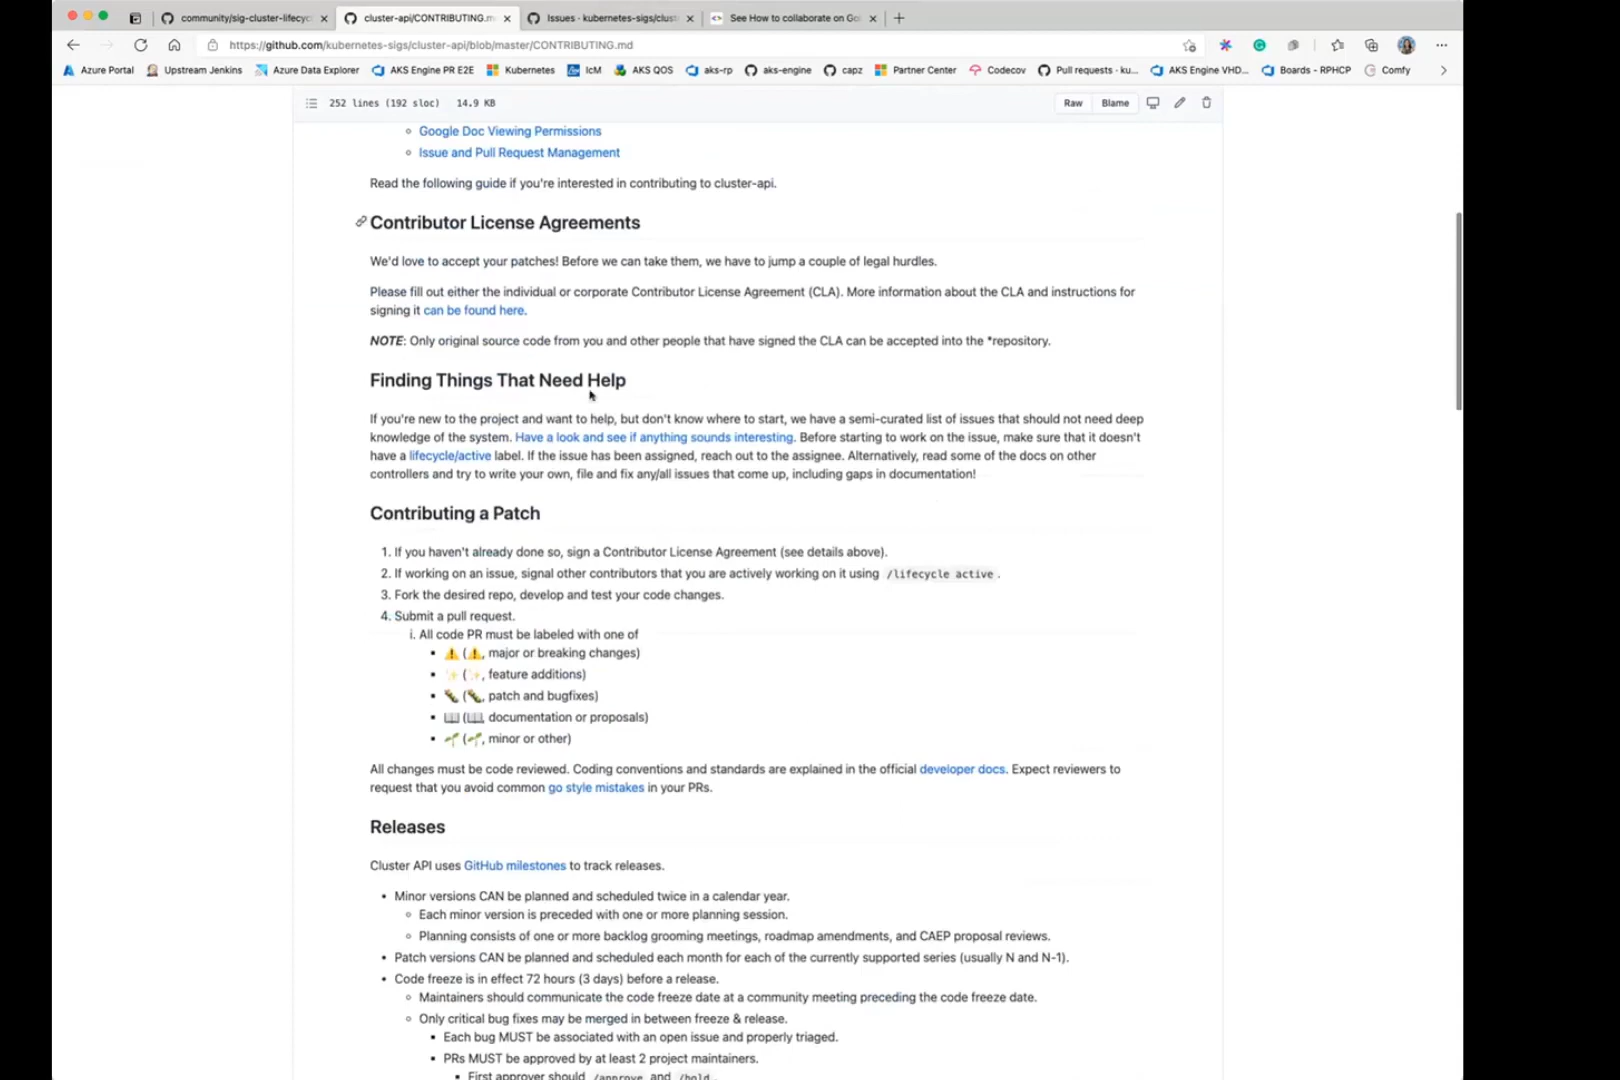 community/sig-cluster-lifecyc
cluster-api/CONTRIBUTING.m
Issues · kubernetes-sigs/clust
See How to collaborate on Go
https://github.com/kubernetes-sigs/cluster-api/blob/master/CONTRIBUTING.md
Azure Portal
Upstream Jenkins
Azure Data Explorer
AKS Engine PR E2E
Kubernetes
IcM
AKS QOS
aks-rp
aks-engine
capz
Partner Center
Codecov
Pull requests · ku...
AKS Engine VHD...
Boards - RPHCP
Comfy
252 lines (192 sloc) 14.9 KB
Raw
Blame
Google Doc Viewing Permissions
Issue and Pull Request Management
Read the following guide if you're interested in contributing to cluster-api.
Contributor License Agreements
We'd love to accept your patches! Before we can take them, we have to jump a couple of legal hurdles.
Please fill out either the individual or corporate Contributor License Agreement (CLA). More information about the CLA and instructions for
signing it can be found here.
NOTE: Only original source code from you and other people that have signed the CLA can be accepted into the *repository.
Finding Things That Need Help
If you're new to the project and want to help, but don't know where to start, we have a semi-curated list of issues that should not need deep
knowledge of the system. Have a look and see if anything sounds interesting. Before starting to work on the issue, make sure that it doesn't
have a lifecycle/active label. If the issue has been assigned, reach out to the assignee. Alternatively, read some of the docs on other
controllers and try to write your own, file and fix any/all issues that come up, including gaps in documentation!
Contributing a Patch
1. If you haven't already done so, sign a Contributor License Agreement (see details above).
2. If working on an issue, signal other contributors that you are actively working on it using /lifecycle active .
3. Fork the desired repo, develop and test your code changes.
4. Submit a pull request.
i. All code PR must be labeled with one of
⚠️ (⚠️, major or breaking changes)
✨ (✨, feature additions)
🐛 (🐛, patch and bugfixes)
📖 (📖, documentation or proposals)
🌱 (🌱, minor or other)
All changes must be code reviewed. Coding conventions and standards are explained in the official developer docs. Expect reviewers to
request that you avoid common go style mistakes in your PRs.
Releases
Cluster API uses GitHub milestones to track releases.
Minor versions CAN be planned and scheduled twice in a calendar year.
Each minor version is preceded with one or more planning session.
Planning consists of one or more backlog grooming meetings, roadmap amendments, and CAEP proposal reviews.
Patch versions CAN be planned and scheduled each month for each of the currently supported series (usually N and N-1).
Code freeze is in effect 72 hours (3 days) before a release.
Maintainers should communicate the code freeze date at a community meeting preceding the code freeze date.
Only critical bug fixes may be merged in between freeze & release.
Each bug MUST be associated with an open issue and properly triaged.
PRs MUST be approved by at least 2 project maintainers.
First approver should /approve and /hold .